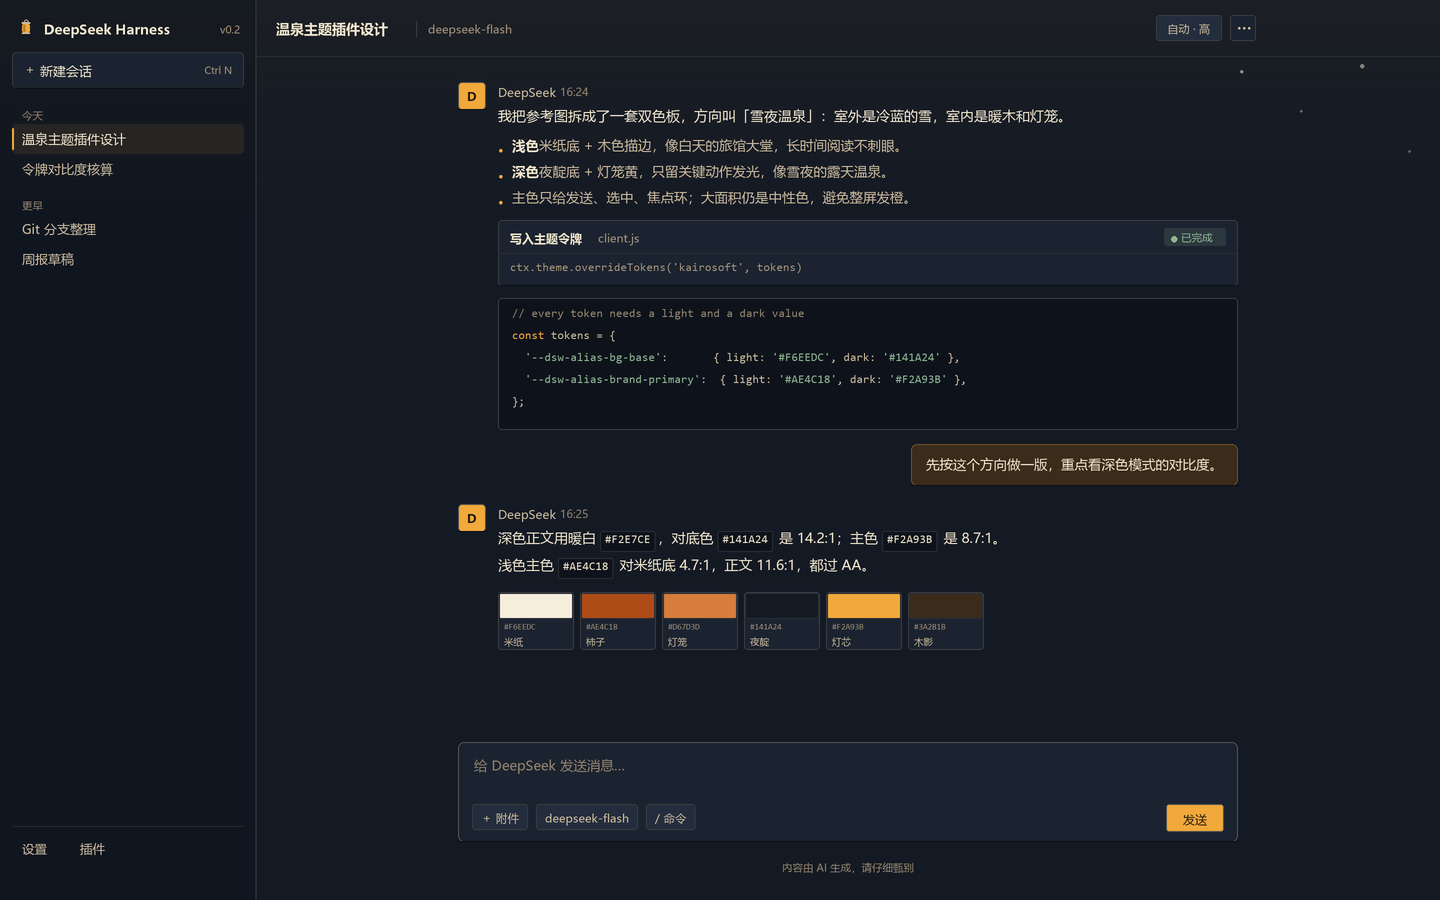 DeepSeek Harness v0.2
+ 新建会话 Ctrl N
今天
温泉主题插件设计
令牌对比度核算
更早
Git 分支整理
周报草稿
设置 插件
温泉主题插件设计 deepseek-flash
自动 · 高 ···
D DeepSeek 16:24
我把参考图拆成了一套双色板，方向叫「雪夜温泉」：室外是冷蓝的雪，室内是暖木和灯笼。
浅色米纸底 + 木色描边，像白天的旅馆大堂，长时间阅读不刺眼。
深色夜靛底 + 灯笼黄，只留关键动作发光，像雪夜的露天温泉。
主色只给发送、选中、焦点环；大面积仍是中性色，避免整屏发橙。
写入主题令牌 client.js 已完成
ctx.theme.overrideTokens('kairosoft', tokens)
// every token needs a light and a dark value
const tokens = {
'--dsw-alias-bg-base': { light: '#F6EEDC', dark: '#141A24' },
'--dsw-alias-brand-primary': { light: '#AE4C18', dark: '#F2A93B' },
};
先按这个方向做一版，重点看深色模式的对比度。
D DeepSeek 16:25
深色正文用暖白 #F2E7CE ，对底色 #141A24 是 14.2:1；主色 #F2A93B 是 8.7:1。
浅色主色 #AE4C18 对米纸底 4.7:1，正文 11.6:1，都过 AA。
#F6EEDC #AE4C18 #D67D3D #141A24 #F2A93B #3A2B1B
米纸 柿子 灯笼 夜靛 灯芯 木影
给 DeepSeek 发送消息...
+ 附件 deepseek-flash / 命令 发送
内容由 AI 生成，请仔细甄别